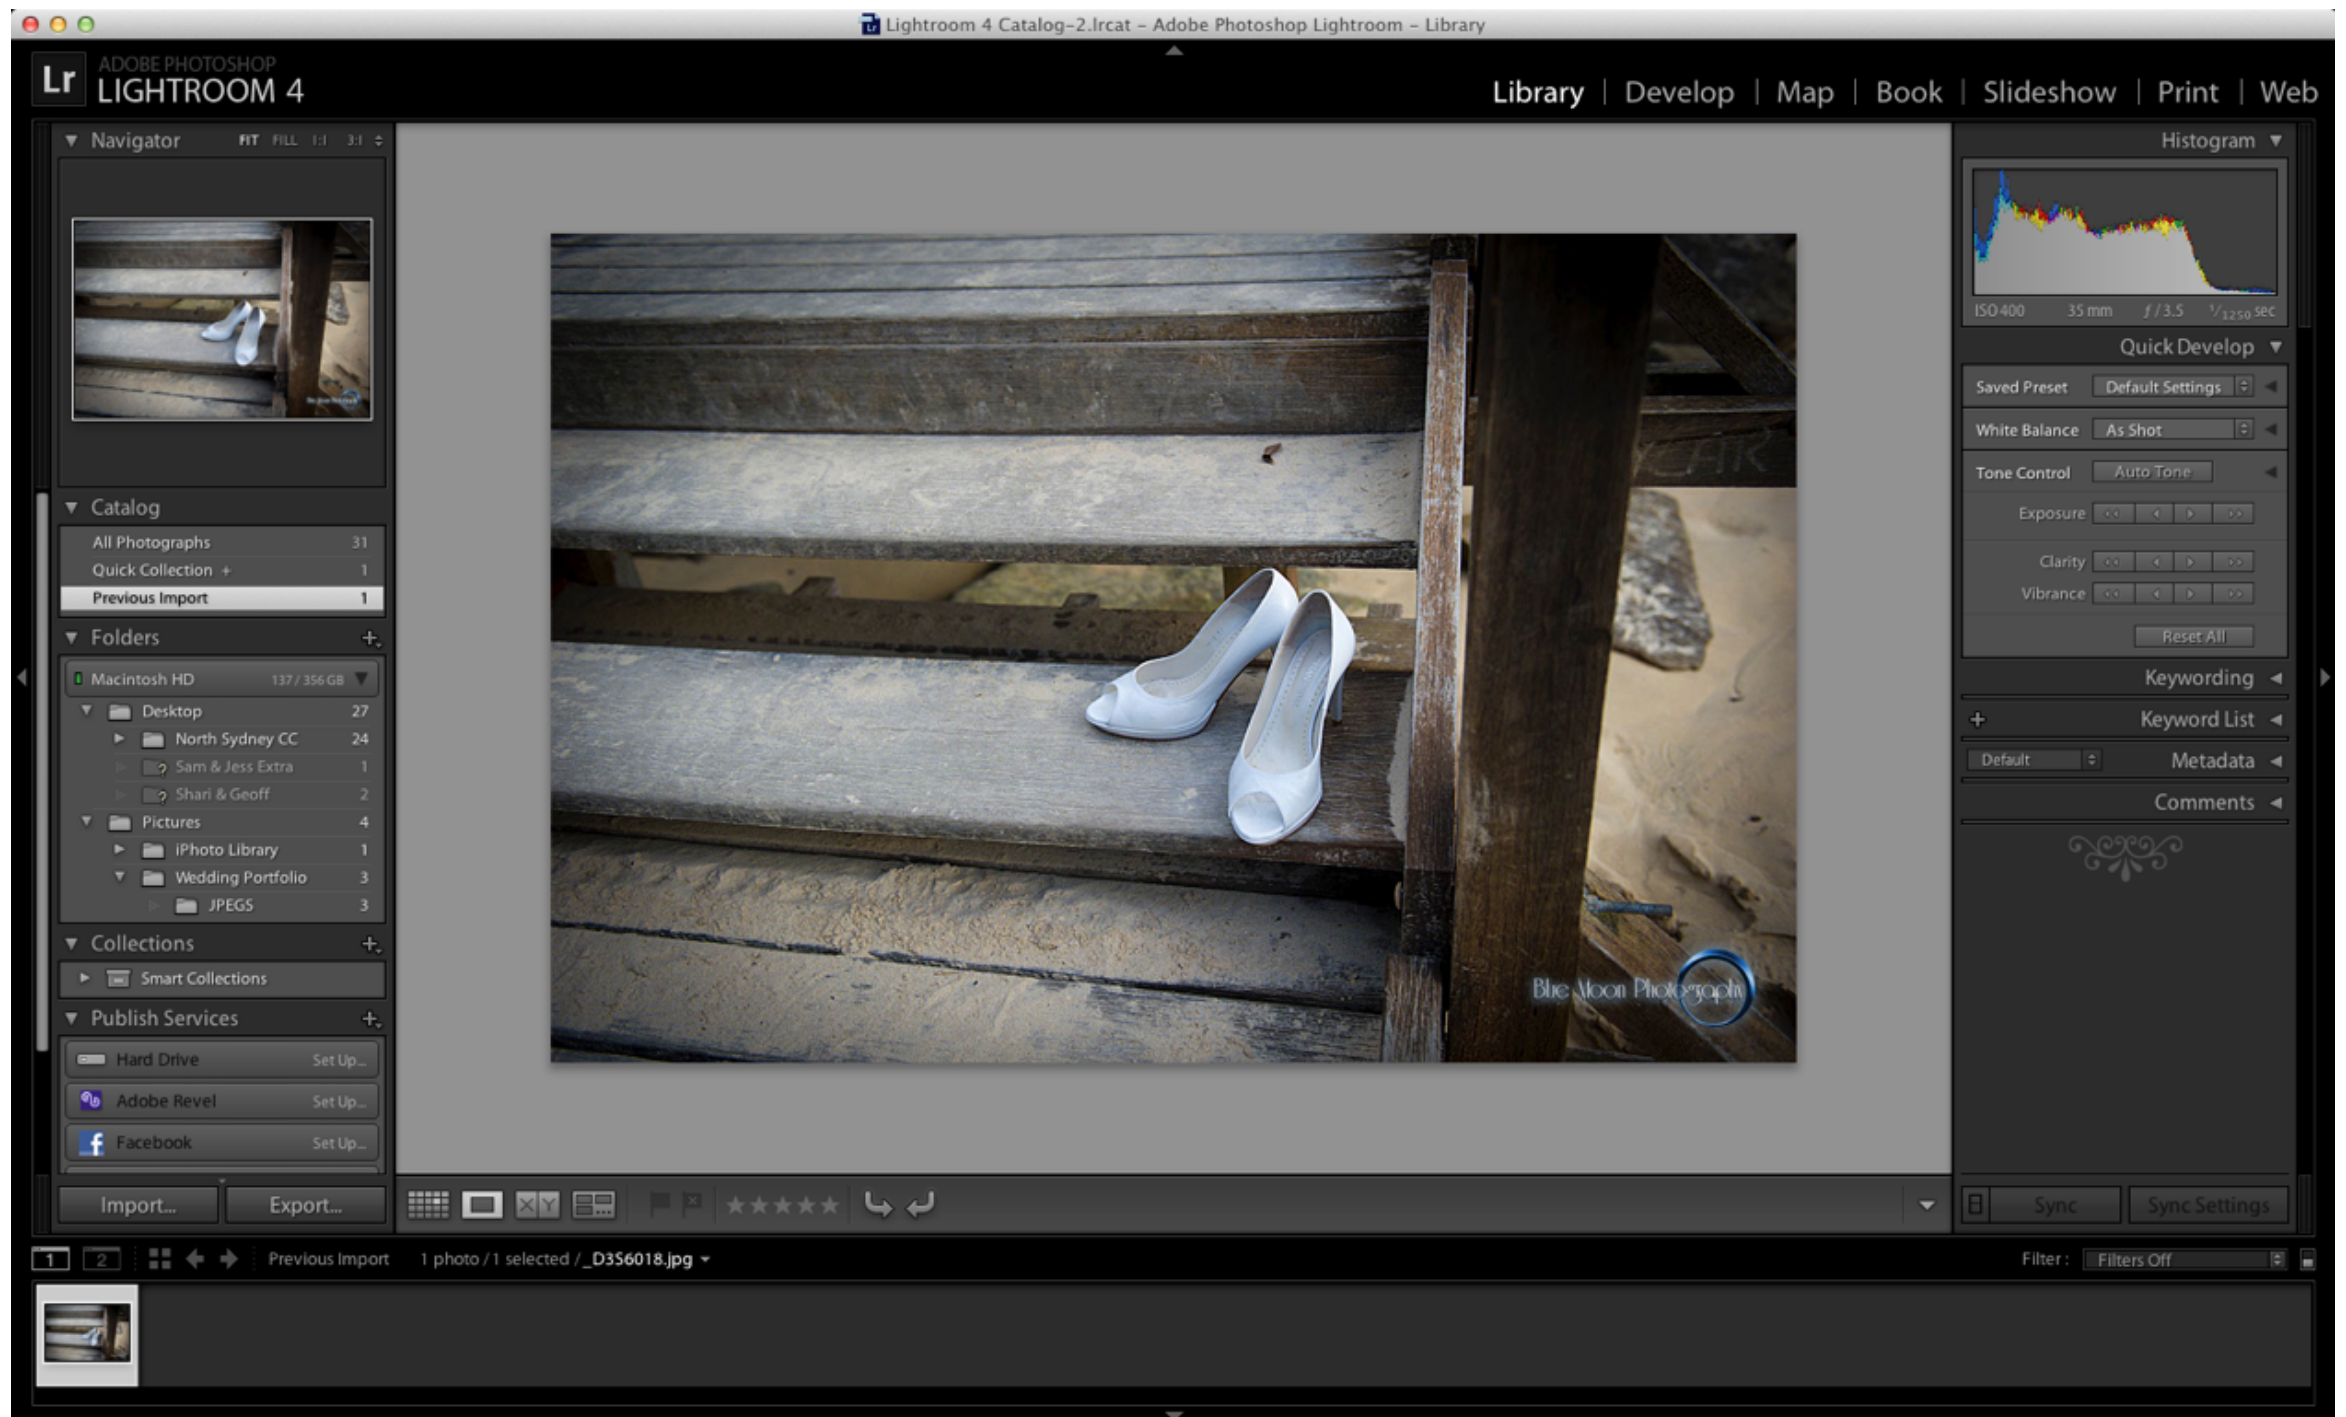 Lightroom 4 Catalog-2.lrcat – Adobe Photoshop Lightroom – Library
Lr ADOBE PHOTOSHOP
LIGHTROOM 4
Library | Develop | Map | Book | Slideshow | Print | Web
Navigator FIT FILL 1:1 3:1
Catalog
All Photographs 31
Quick Collection + 1
Previous Import 1
Folders +
Macintosh HD 137 / 356 GB
Desktop 27
North Sydney CC 24
? Sam & Jess Extra 1
? Shari & Geoff 2
Pictures 4
iPhoto Library 1
Wedding Portfolio 3
JPEGS 3
Collections +
Smart Collections
Publish Services +
Hard Drive Set Up...
Adobe Revel Set Up...
f Facebook Set Up...
Import... Export...
Blue Moon Photography
Histogram
ISO 400 35 mm ƒ / 3.5 1/1250 sec
Quick Develop
Saved Preset Default Settings
White Balance As Shot
Tone Control Auto Tone
Exposure
Clarity
Vibrance
Reset All
Keywording
+ Keyword List
Default Metadata
Comments
X Y
Sync Sync Settings
1 2 Previous Import 1 photo / 1 selected / _D3S6018.jpg
Filter : Filters Off